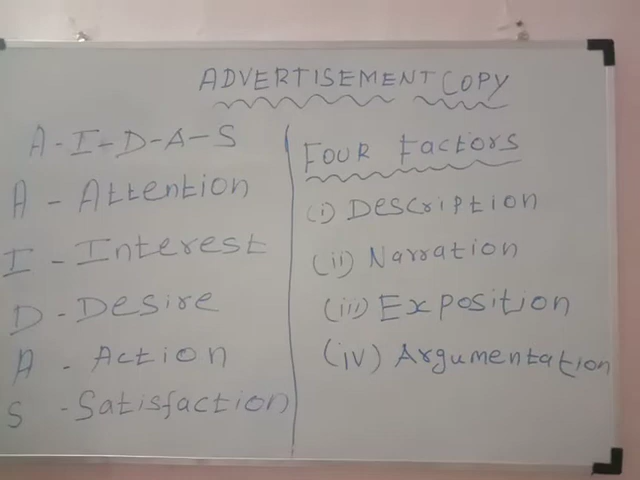 ADVERTISEMENT COPY
A-I-D-A-S
A - Attention
I - Interest
D - Desire
A - Action
S - Satisfaction
Four Factors
(i) Description
(ii) Narration
(iii) Exposition
(iv) Argumentation